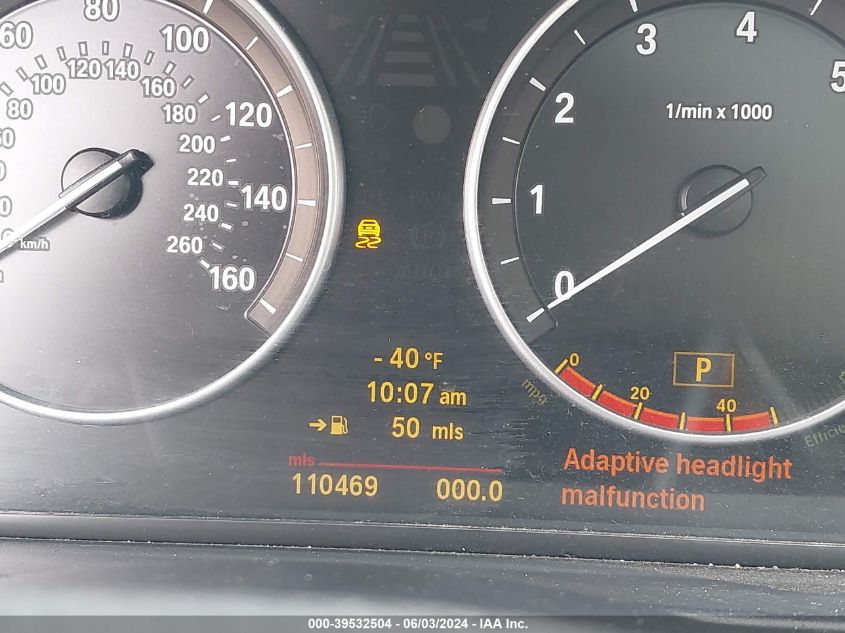 60 80 100 120 140 160
80 100 120 140 160 180 200 220 240 260
km/h
0 1 2 3 4 5
1/min x 1000
- 40 °F
10:07 am
50 mls
mls
110469 000.0
P
0 20 40
mpg
Adaptive headlight
malfunction
000-39532504 - 06/03/2024 - IAA Inc.